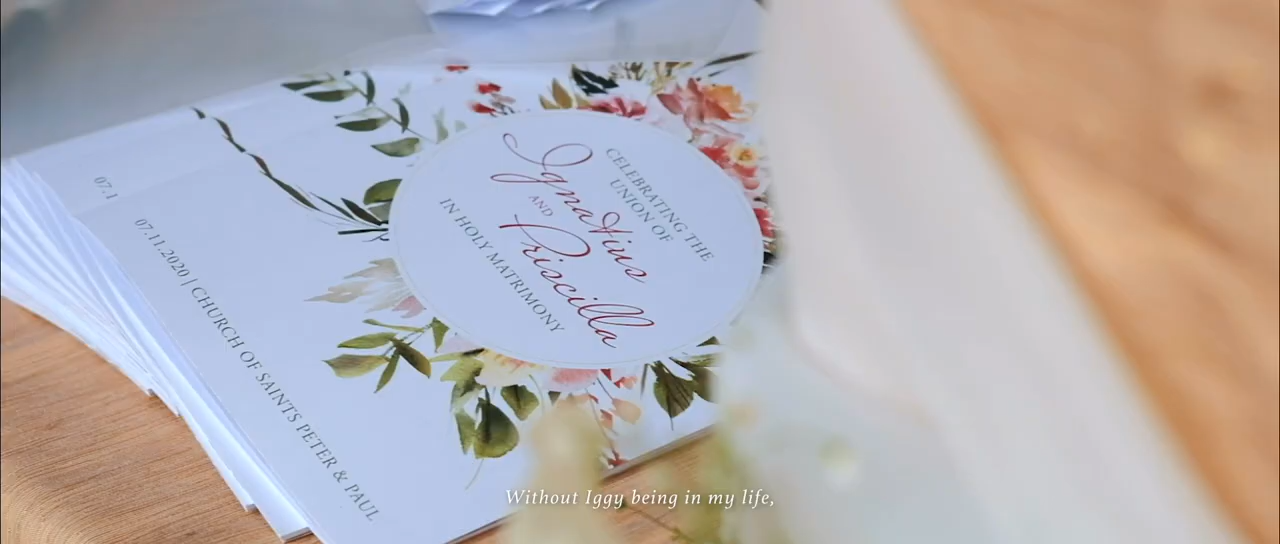 CELEBRATING THE
UNION OF
Ignatius
AND
Priscilla
IN HOLY MATRIMONY
07.11.2020 | CHURCH OF SAINTS PETER & PAUL
07.1
Without Iggy being in my life,